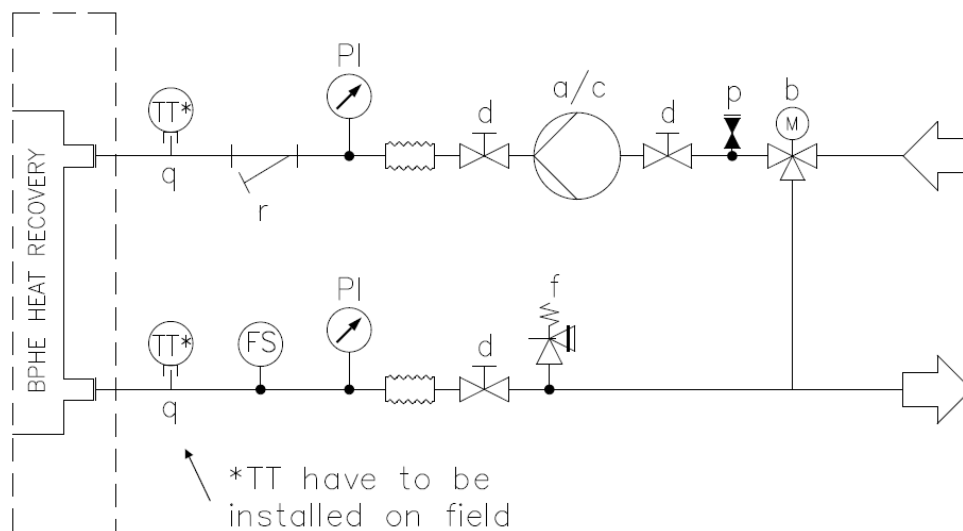 PI
a/c
TT*
d
d
p
b
M
q
r
BPHE HEAT RECOVERY
PI
f
TT*
FS
d
q
*TT have to be
installed on field